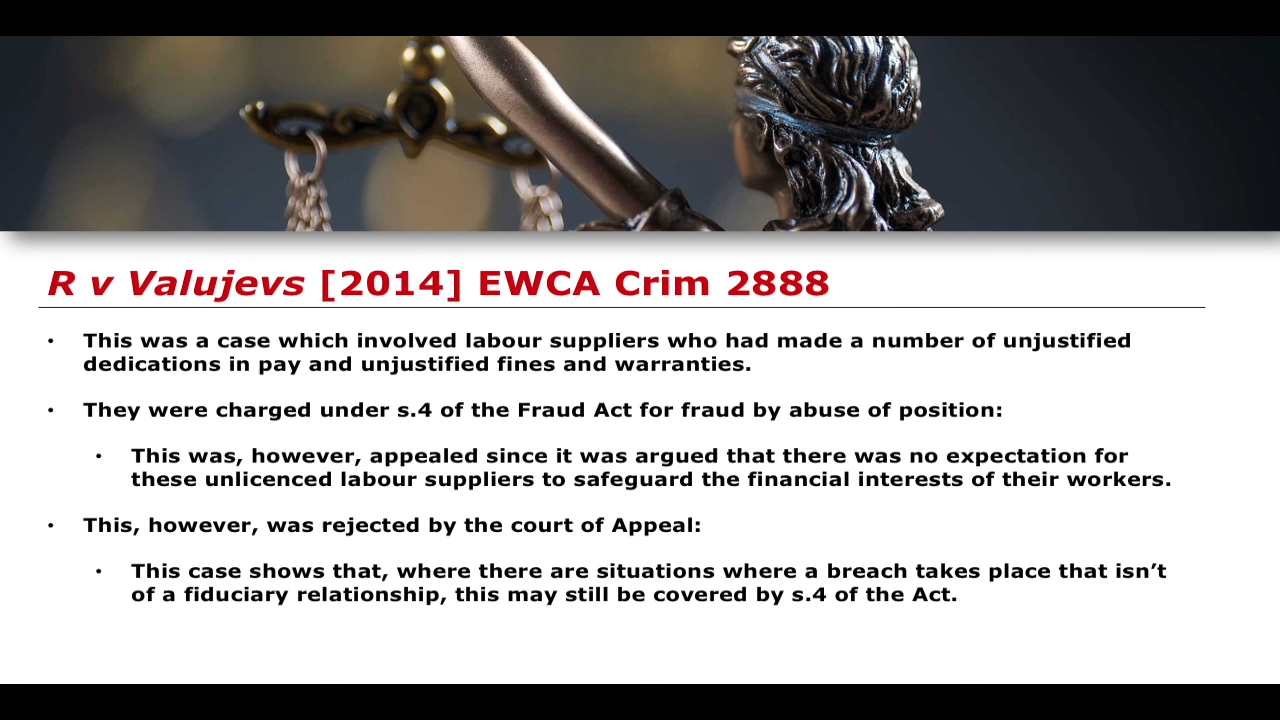 R v Valujevs [2014] EWCA Crim 2888
• This was a case which involved labour suppliers who had made a number of unjustified
dedications in pay and unjustified fines and warranties.
• They were charged under s.4 of the Fraud Act for fraud by abuse of position:
• This was, however, appealed since it was argued that there was no expectation for
these unlicenced labour suppliers to safeguard the financial interests of their workers.
• This, however, was rejected by the court of Appeal:
• This case shows that, where there are situations where a breach takes place that isn’t
of a fiduciary relationship, this may still be covered by s.4 of the Act.